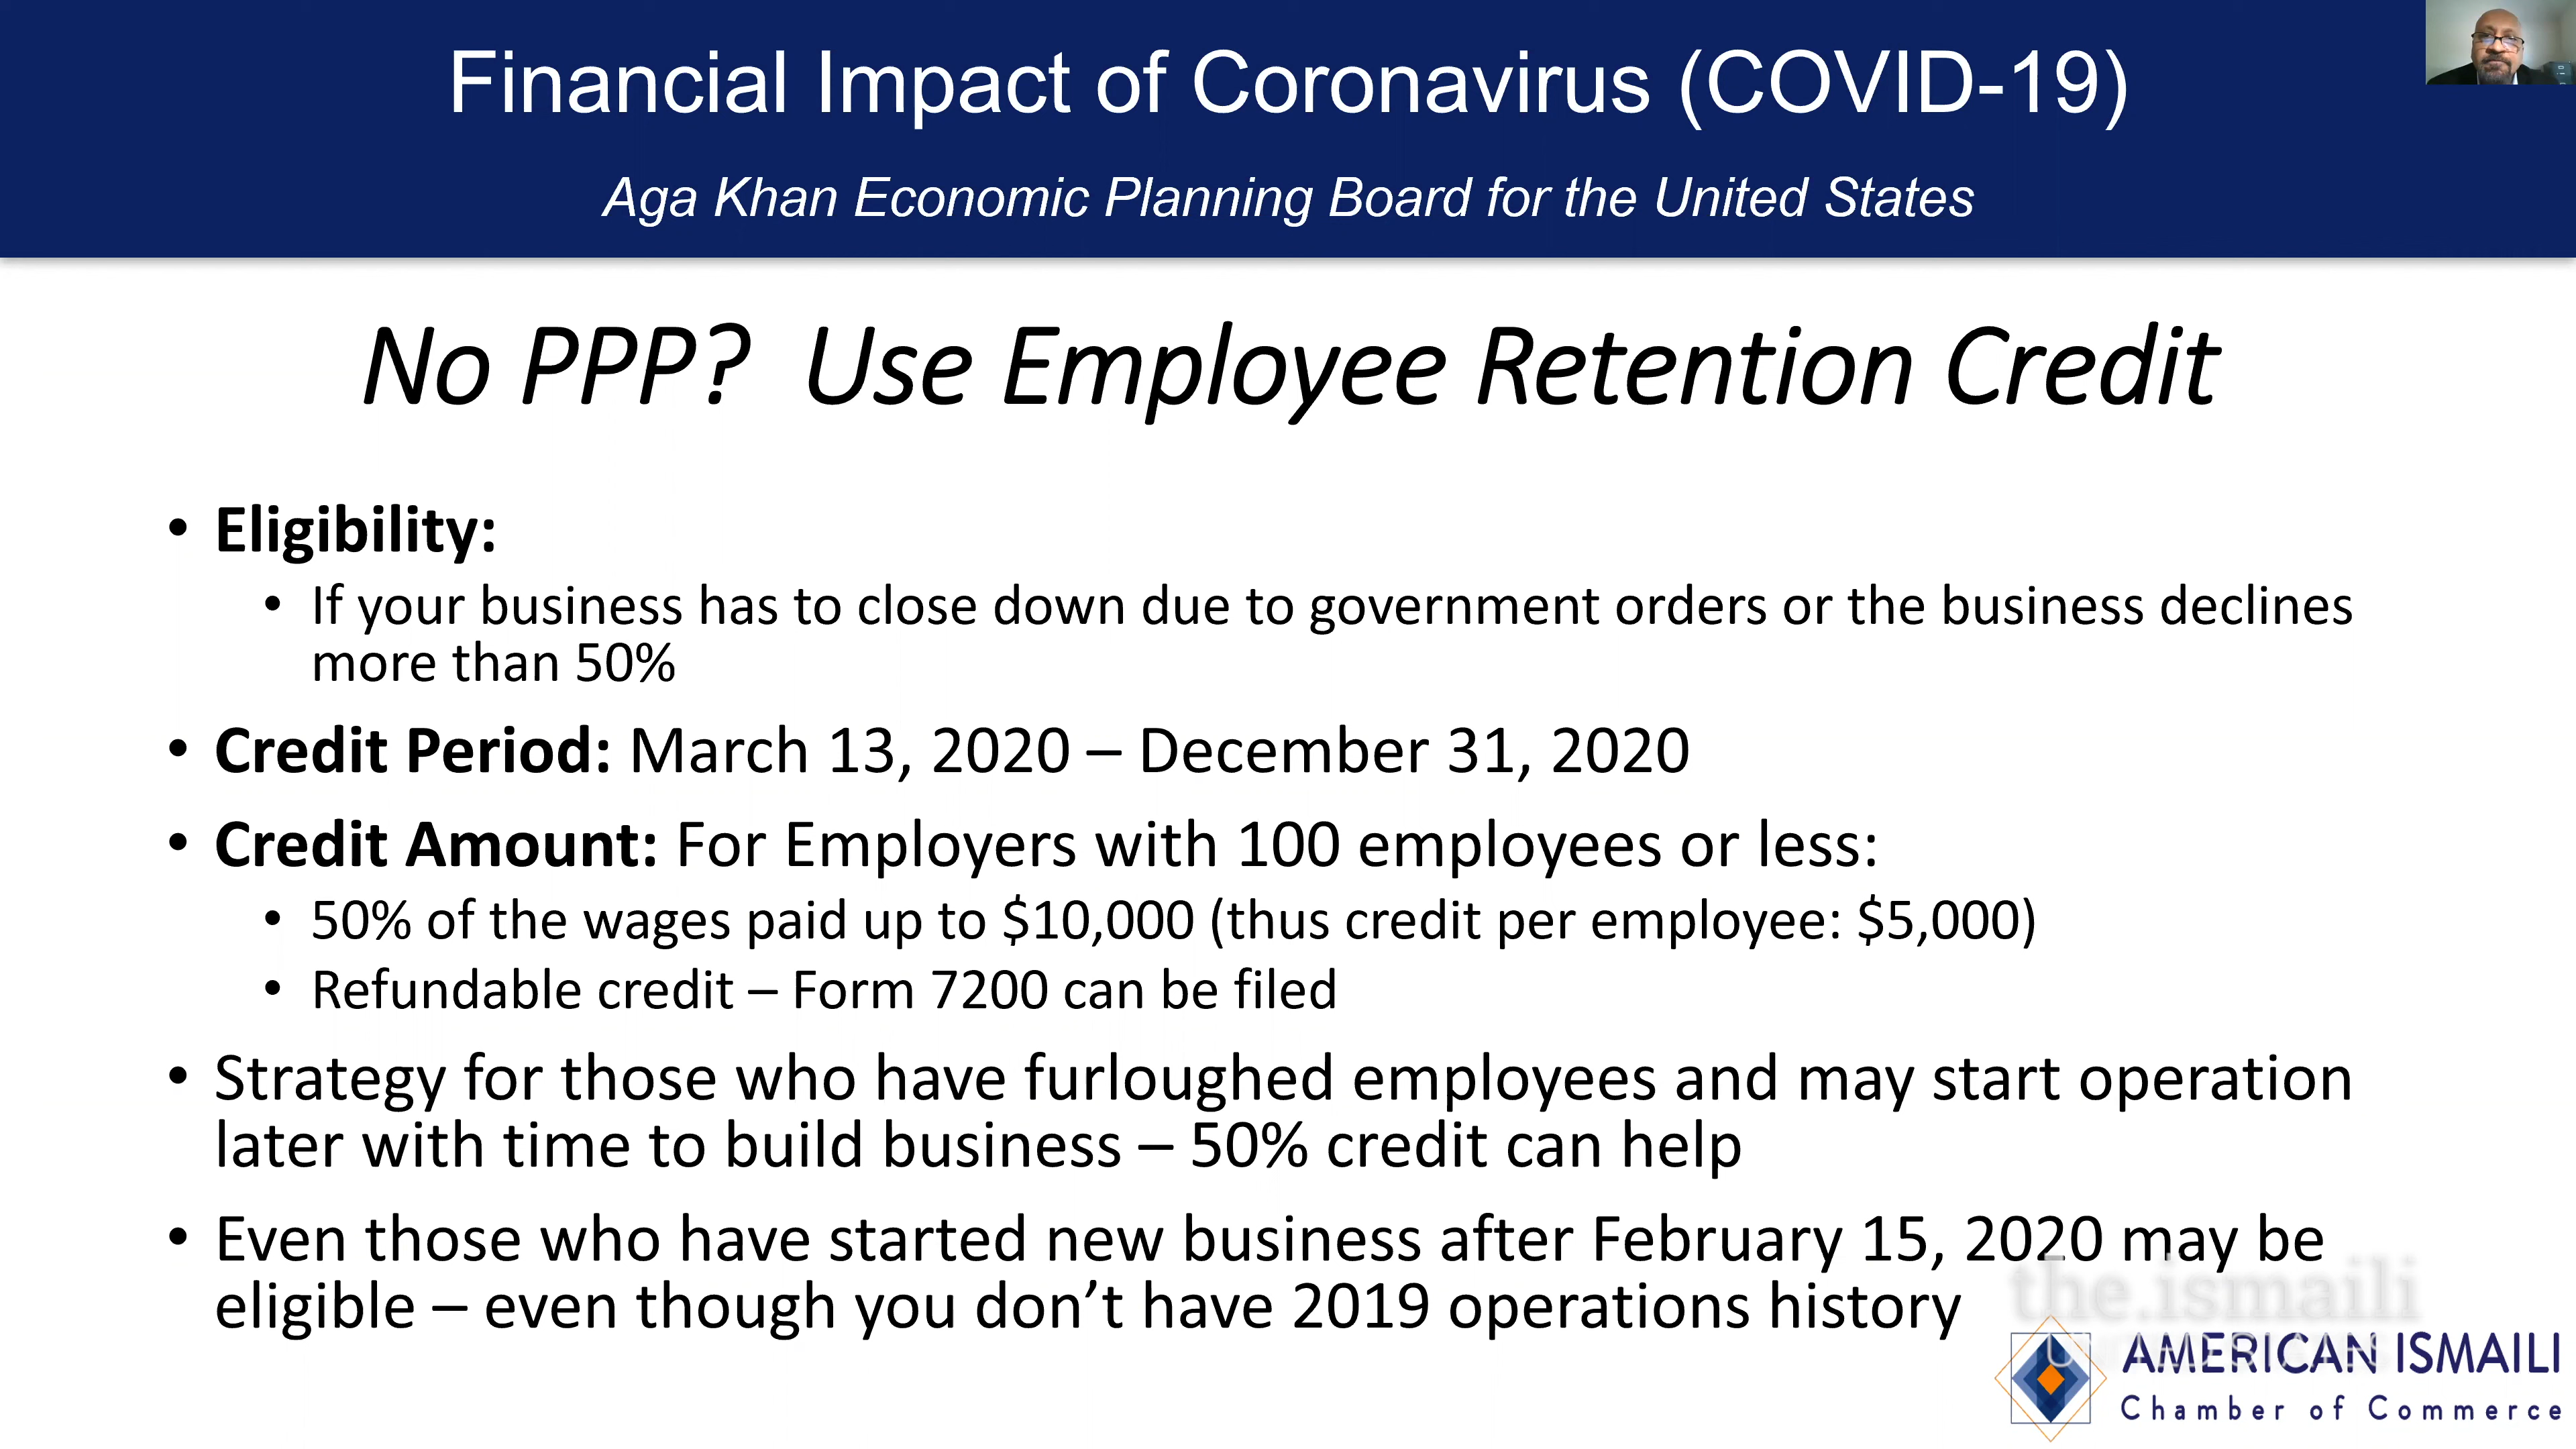 Financial Impact of Coronavirus (COVID-19)
Aga Khan Economic Planning Board for the United States
No PPP? Use Employee Retention Credit
• Eligibility:
• If your business has to close down due to government orders or the business declines
more than 50%
• Credit Period: March 13, 2020 – December 31, 2020
• Credit Amount: For Employers with 100 employees or less:
• 50% of the wages paid up to $10,000 (thus credit per employee: $5,000)
• Refundable credit – Form 7200 can be filed
• Strategy for those who have furloughed employees and may start operation
later with time to build business – 50% credit can help
• Even those who have started new business after February 15, 2020 may be
eligible – even though you don’t have 2019 operations history
the.ismaili
AMERICAN ISMAILI
Chamber of Commerce